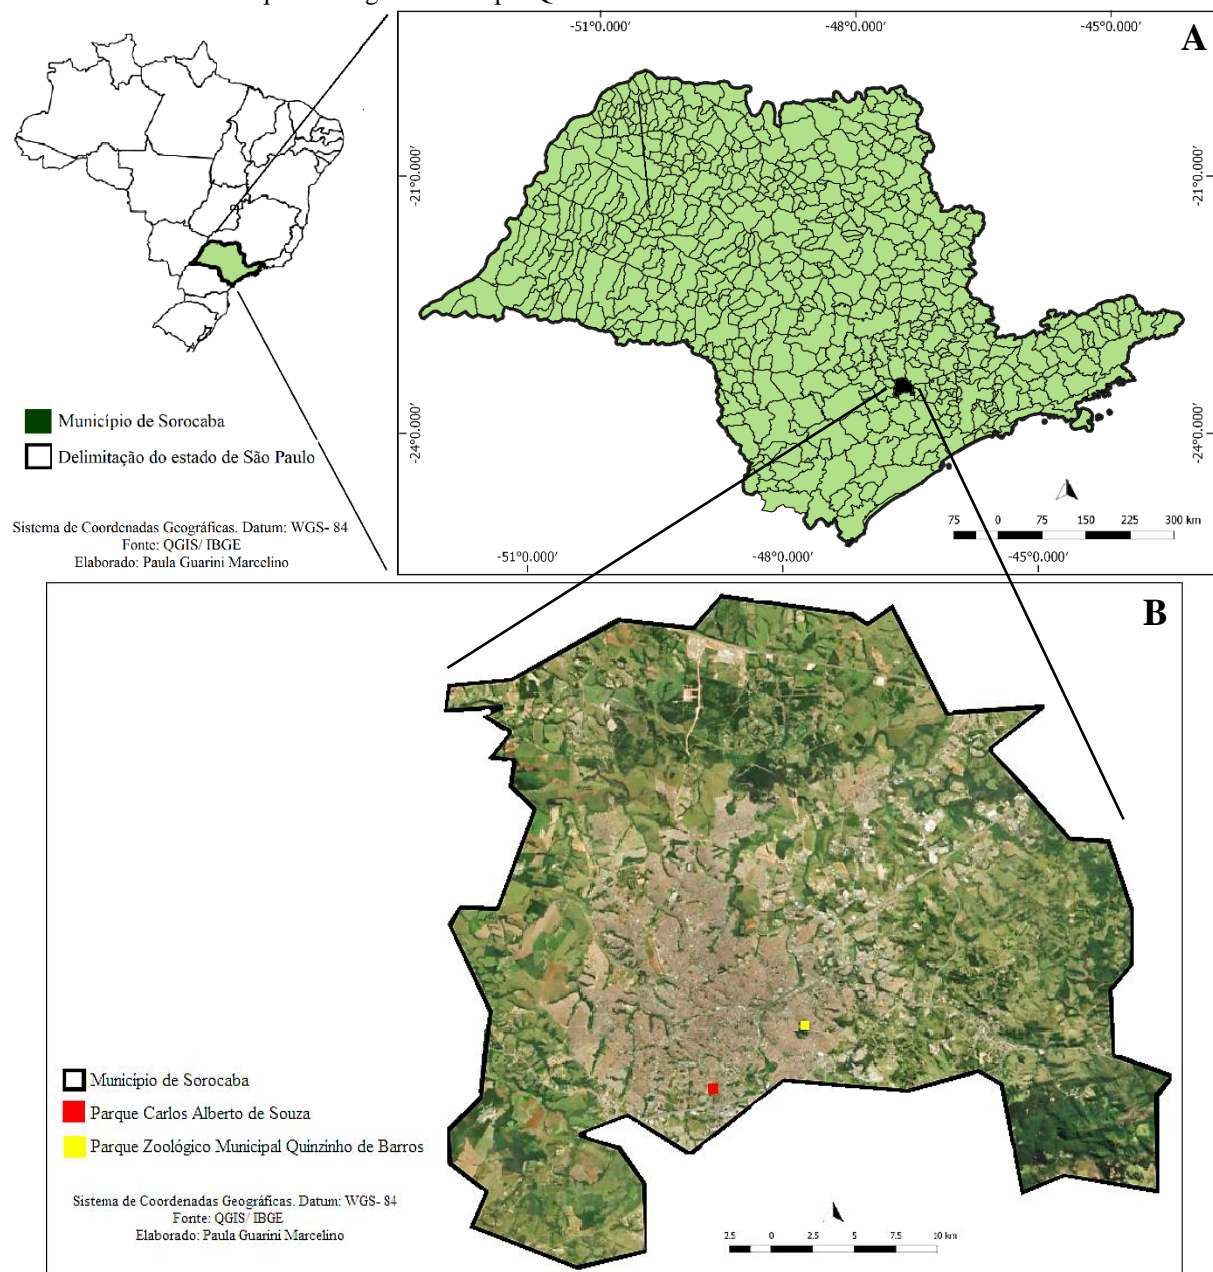 -51°0.000′ -48°0.000′ -45°0.000′
A
-21°0.000′ -21°0.000′
Município de Sorocaba
-24°0.000′ -24°0.000′
Delimitação do estado de São Paulo
Sistema de Coordenadas Geográficas. Datum: WGS- 84
Fonte: QGIS/ IBGE
Elaborado: Paula Guarini Marcelino
75 0 75 150 225 300 km
-51°0.000′ -48°0.000′ -45°0.000′
B
Município de Sorocaba
Parque Carlos Alberto de Souza
Parque Zoológico Municipal Quinzinho de Barros
Sistema de Coordenadas Geográficas. Datum: WGS- 84
Fonte: QGIS/ IBGE
Elaborado: Paula Guarini Marcelino
2.5 0 2.5 5 7.5 10 km